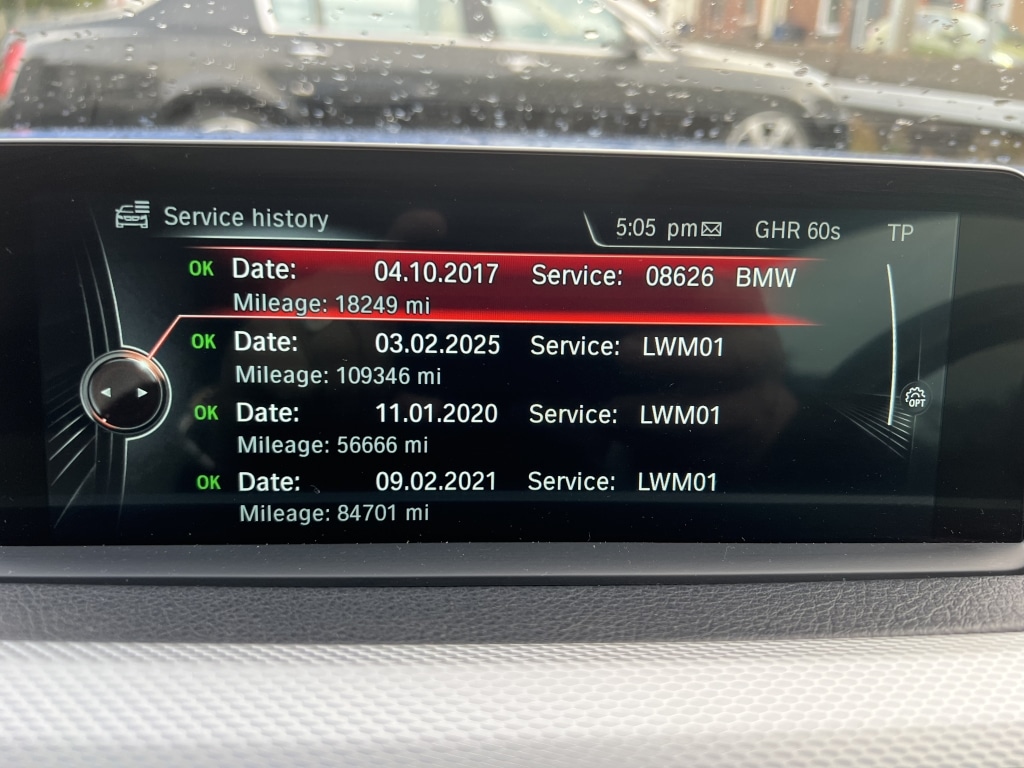 Service history 5:05 pm GHR 60s TP
OK Date: 04.10.2017 Service: 08626 BMW
Mileage: 18249 mi
OK Date: 03.02.2025 Service: LWM01
Mileage: 109346 mi
OK Date: 11.01.2020 Service: LWM01
Mileage: 56666 mi
OPT
OK Date: 09.02.2021 Service: LWM01
Mileage: 84701 mi